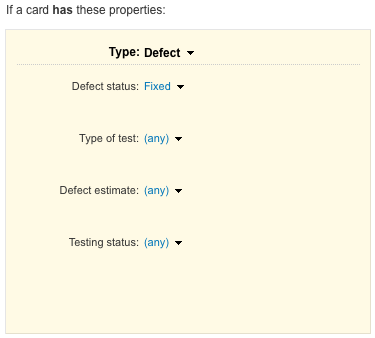 If a card has these properties:
Type: Defect
Defect status: Fixed
Type of test: (any)
Defect estimate: (any)
Testing status: (any)